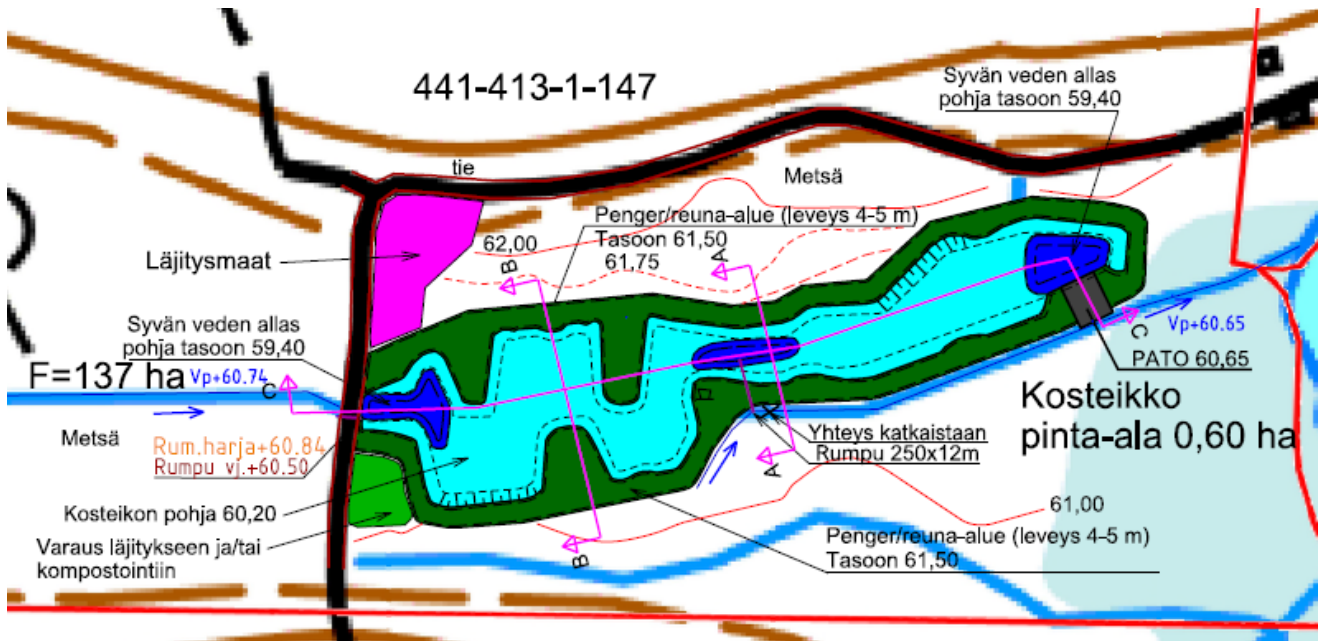 441-413-1-147
Syvän veden allas
pohja tasoon 59,40
tie
Metsä
Penger/reuna-alue (leveys 4-5 m)
Tasoon 61,50
62,00
61,75
A
B
Läjitysmaat
Syvän veden allas
pohja tasoon 59,40
F=137 ha
Vp+60.74
C
Vp+60.65
C
PATO 60,65
Kosteikko
pinta-ala 0,60 ha
Metsä
Rum.harja+60.84
Rumpu vj.+60.50
Yhteys katkaistaan
Rumpu 250x12m
A
Kosteikon pohja 60,20
61,00
Varaus läjitykseen ja/tai
kompostointiin
B
Penger/reuna-alue (leveys 4-5 m)
Tasoon 61,50